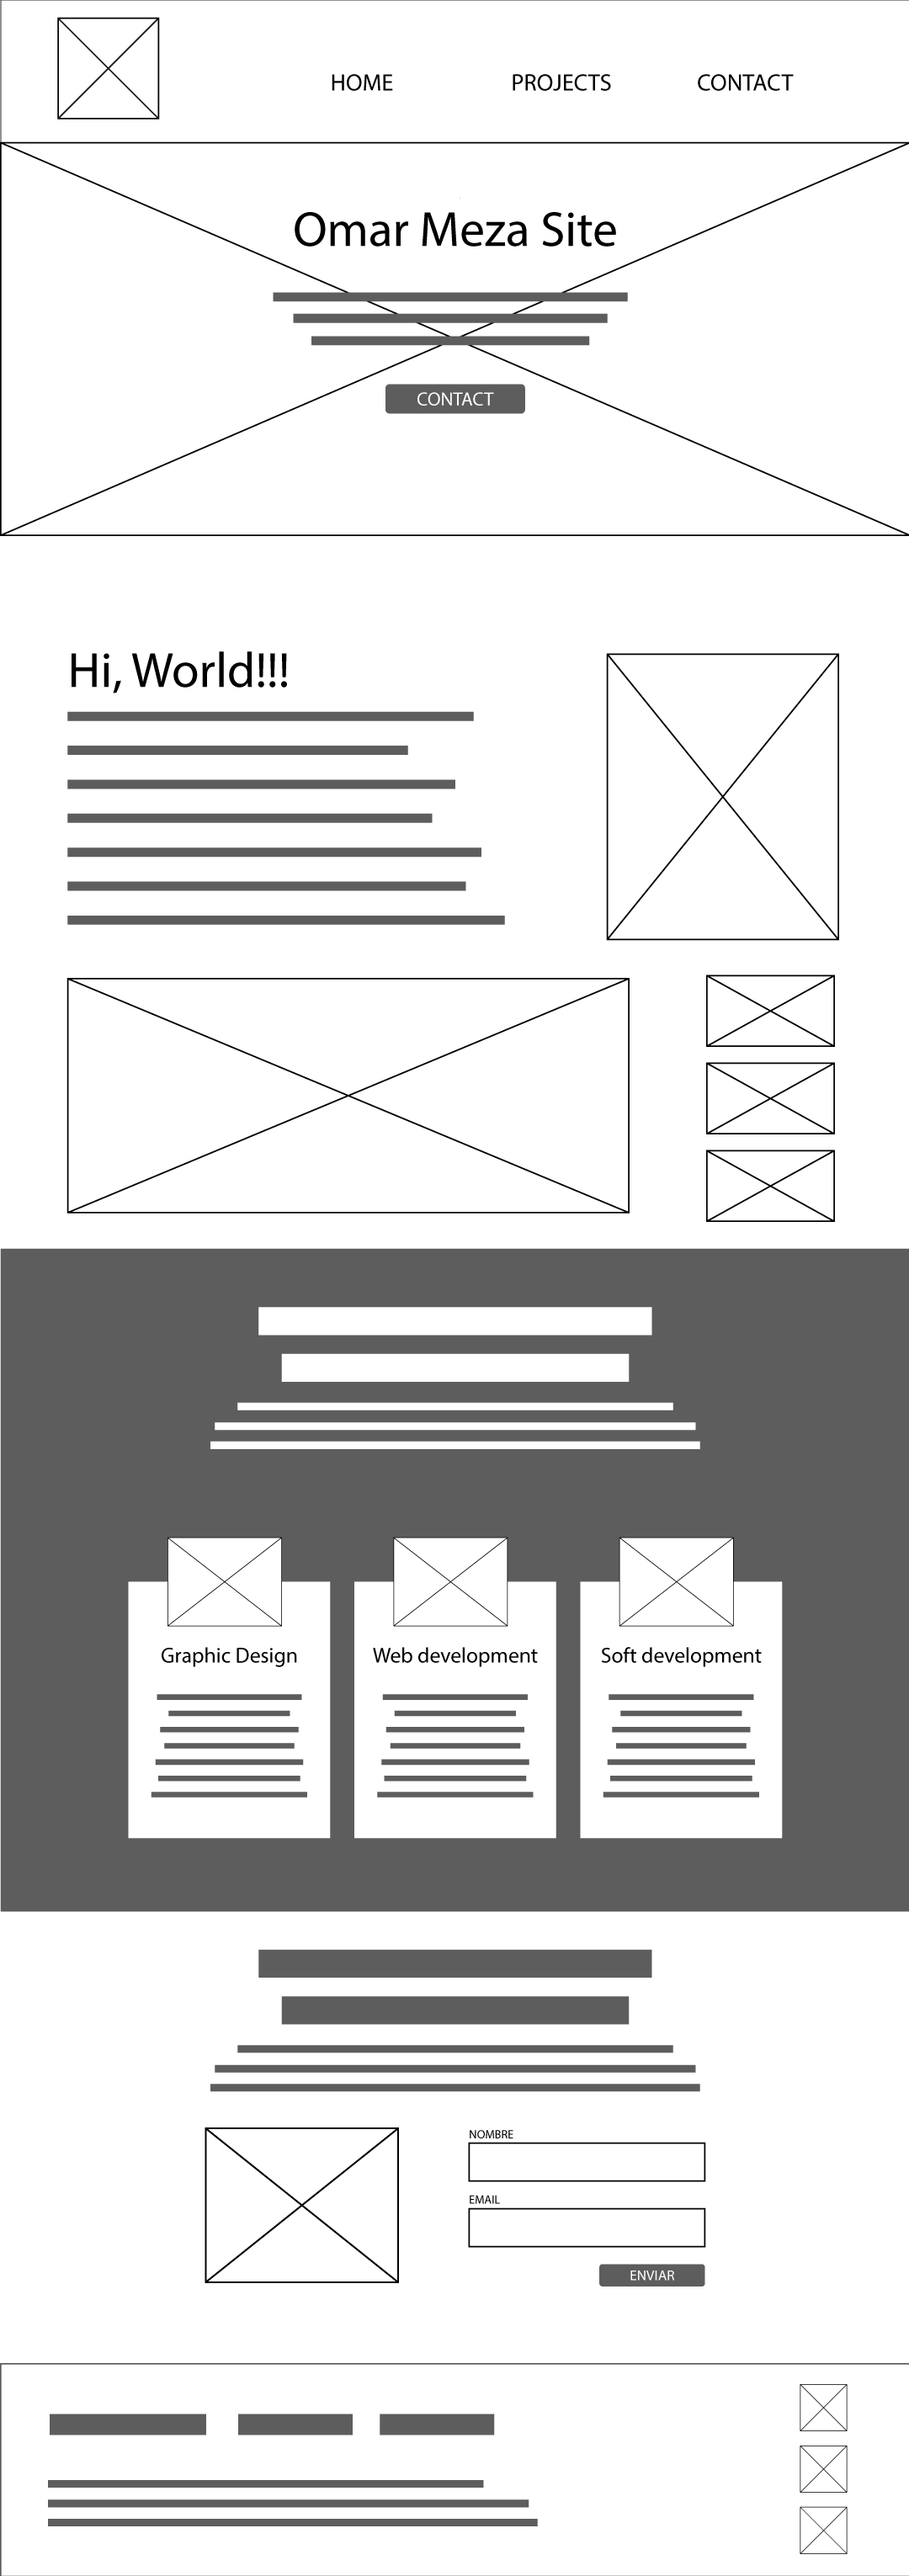 HOME PROJECTS CONTACT
Omar Meza Site
CONTACT
Hi, World!!!
Graphic Design Web development Soft development
NOMBRE
EMAIL
ENVIAR